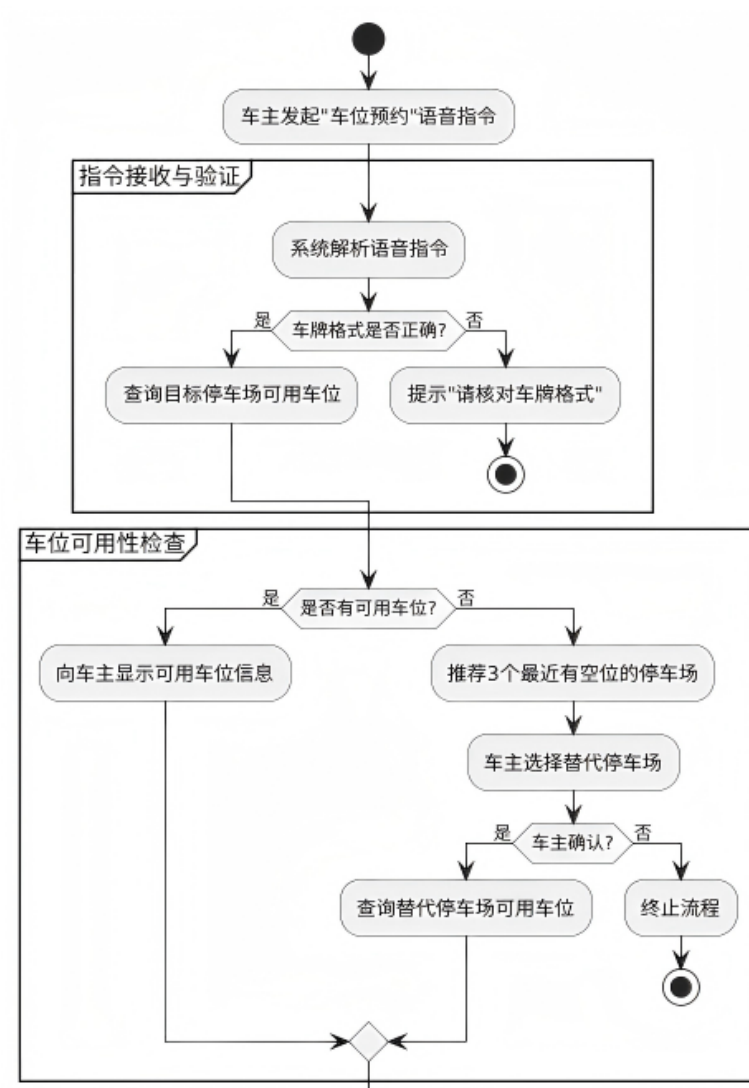 车主发起"车位预约"语音指令
指令接收与验证
系统解析语音指令
是
车牌格式是否正确?
否
查询目标停车场可用车位
提示"请核对车牌格式"
车位可用性检查
是
是否有可用车位?
否
向车主显示可用车位信息
推荐3个最近有空位的停车场
车主选择替代停车场
是
车主确认?
否
查询替代停车场可用车位
终止流程